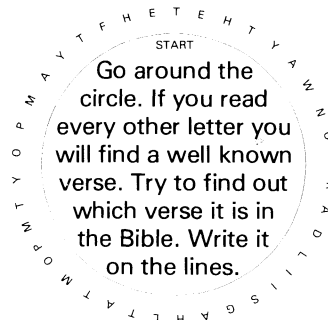 T E H T Y A W N D A D L I I S G A H L T A T M O P M T Y O P M A Y T F H E
START
Go around the
circle. If you read
every other letter you
will find a well known
verse. Try to find out
which verse it is in
the Bible. Write it
on the lines.